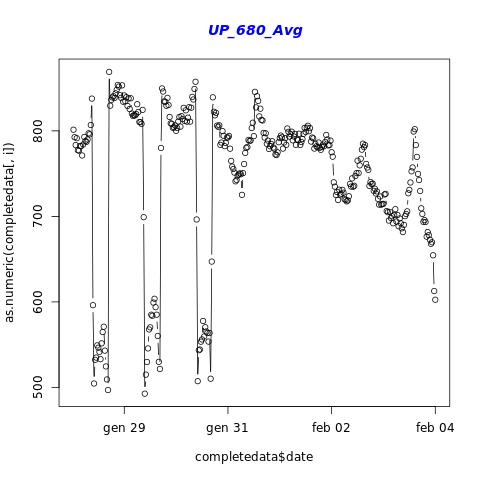 UP_680_Avg
as.numeric(completedata[, i])
800
700
600
500
gen 29
gen 31
feb 02
feb 04
completedata$date